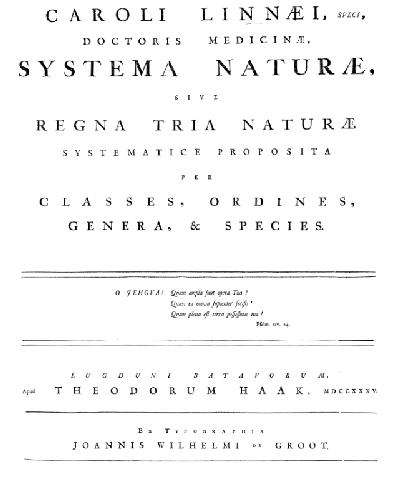 CAROLI LINNÆI, SVECI,
DOCTORIS MEDICINÆ,
SYSTEMA NATURÆ,
SIVE
REGNA TRIA NATURÆ
SYSTEMATICE PROPOSITA
PER
CLASSES, ORDINES,
GENERA, & SPECIES.
O JEHOVA! Quam ampla sunt opera Tua!
Quam ea omnia sapienter fecisti!
Quam plena est terra possessione tua!
Psalm. civ. 24.
LUGDUNI BATAVORUM,
Apud THEODORUM HAAK, MDCCXXXV.
EX TYPOGRAPHIA
JOANNIS WILHELMI DE GROOT.